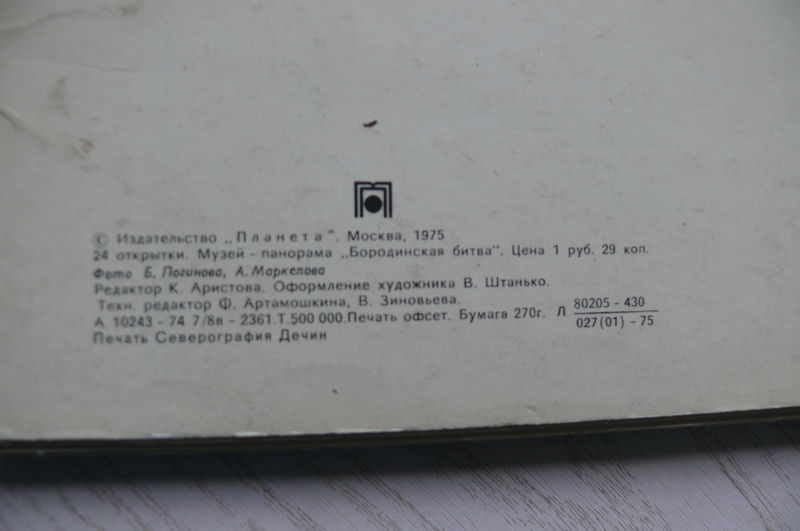 © Издательство „Планета". Москва, 1975
24 открытки. Музей - панорама „Бородинская битва". Цена 1 руб. 29 коп.
Фото Б. Логинова, А. Маркелова
Редактор К. Аристова. Оформление художника В. Штанько.
Техн. редактор Ф. Артамошкина, В. Зиновьева.
А 10243 - 74 7/8в - 2361. Т 500 000. Печать офсет. Бумага 270г. Л 80205 - 430
027(01) - 75
Печать Северография Дечин